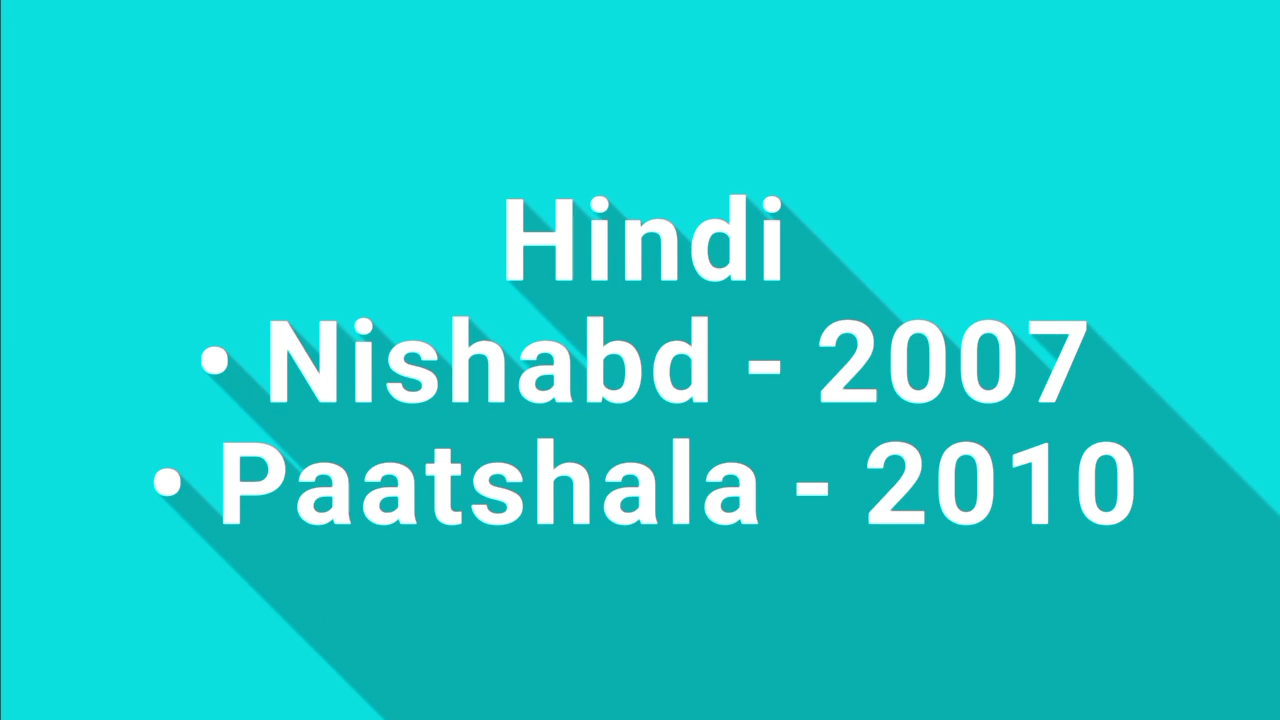 Hindi
• Nishabd - 2007
• Paatshala - 2010